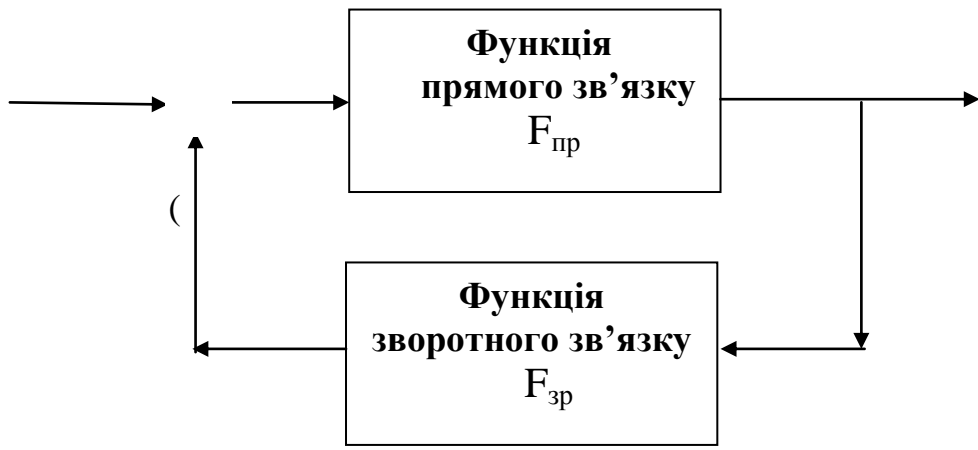 Функція
прямого зв’язку
Fпр
(
Функція
зворотного зв’язку
Fзр